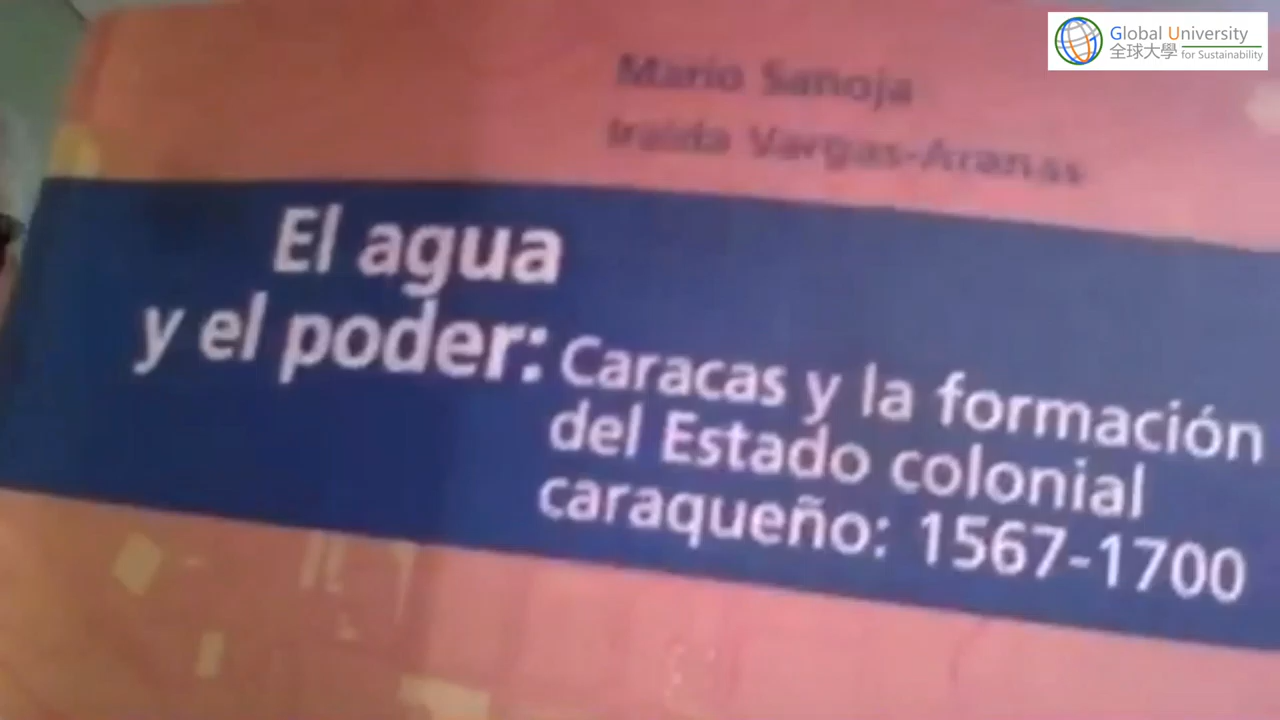 Global University
全球大學 for Sustainability
Mario Sanoja
Iraida Vargas-Arenas
El agua
y el poder: Caracas y la formación
del Estado colonial
caraqueño: 1567-1700